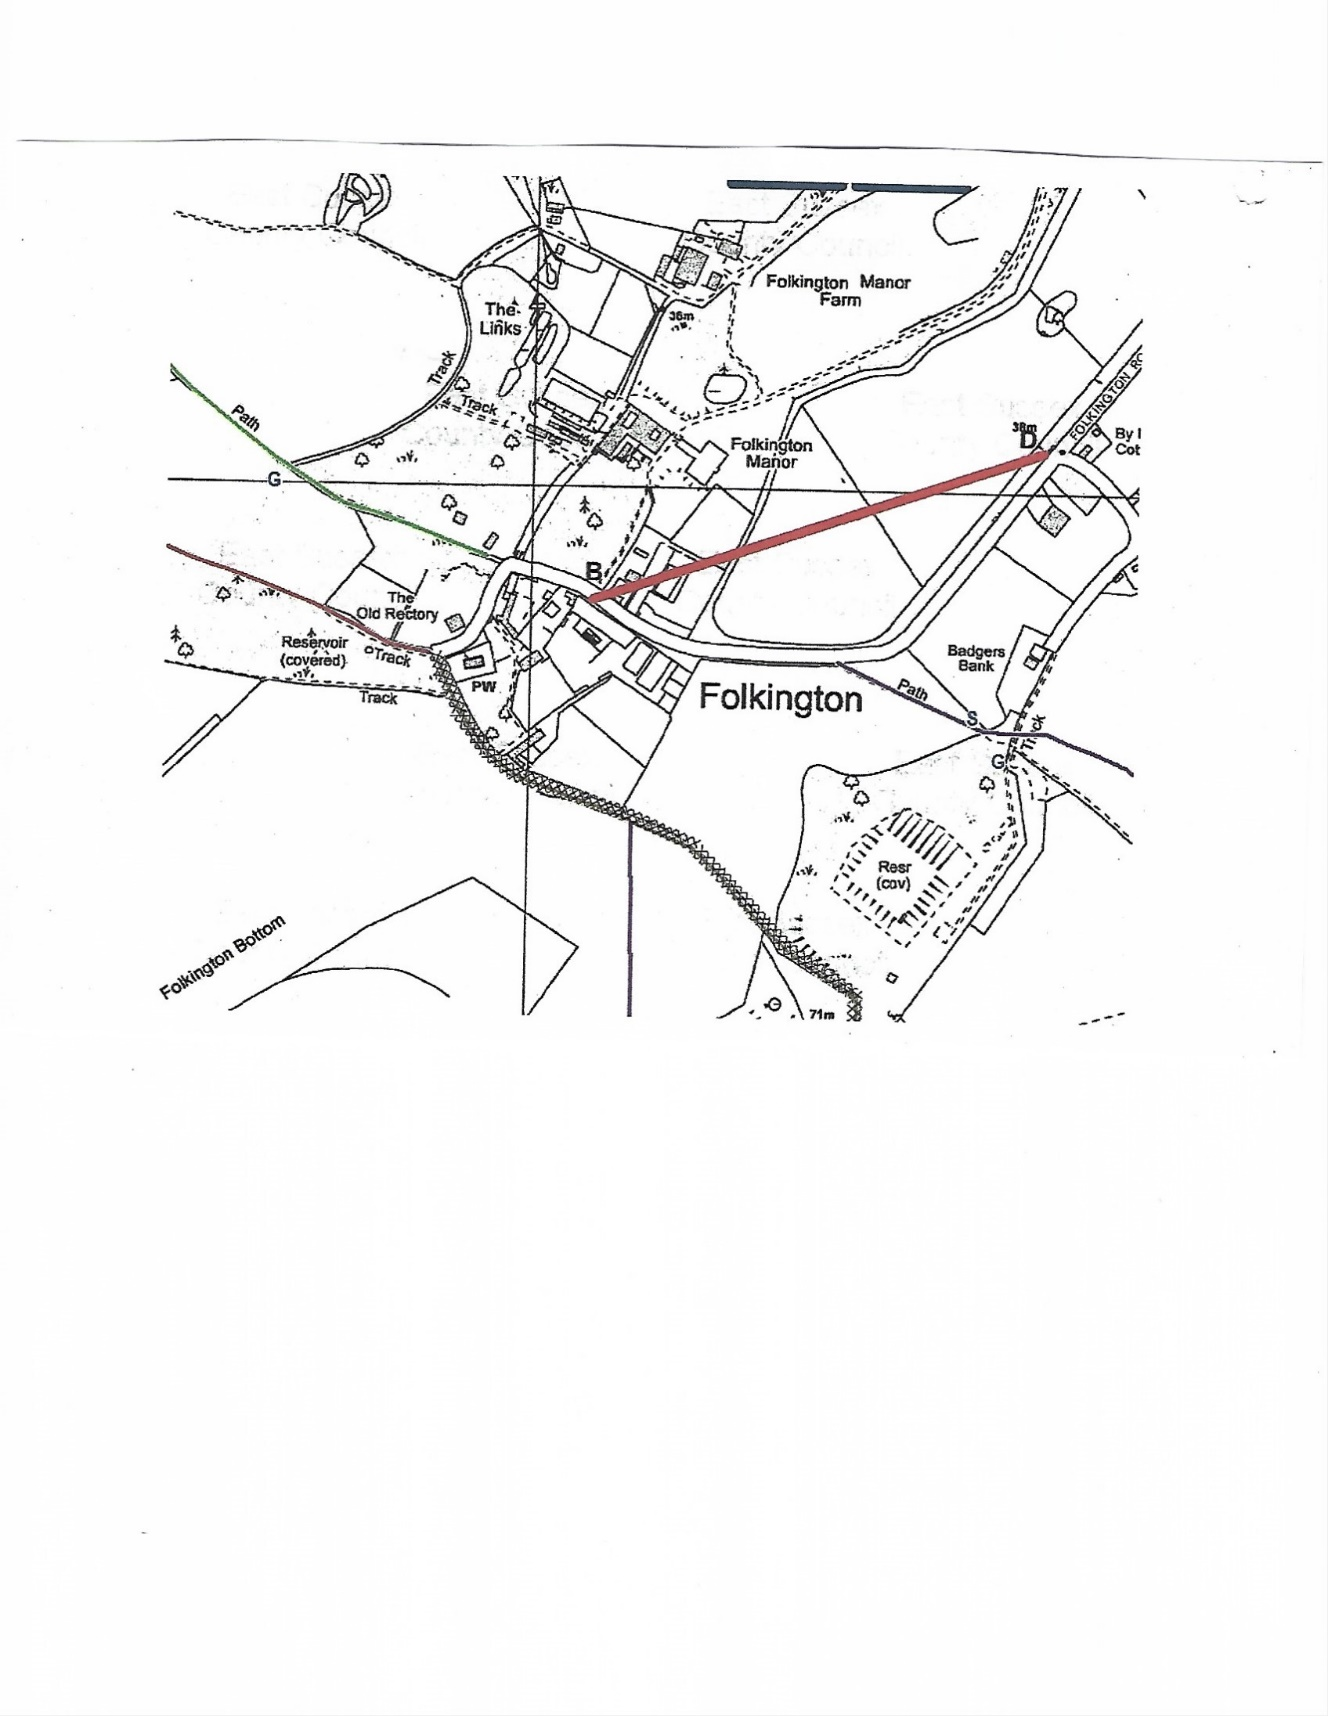 Folkington Manor
Farm
The
Links
36m
Track
FOLKINGTON RO
Path
Track
38m
D
By
Cot
Folkington
Manor
G
B
The
Old Rectory
Reservoir
(covered)
Track
Badgers
Bank
PW
Track
Path
Folkington
S
Track
G
Resr
(cov)
Folkington Bottom
71m